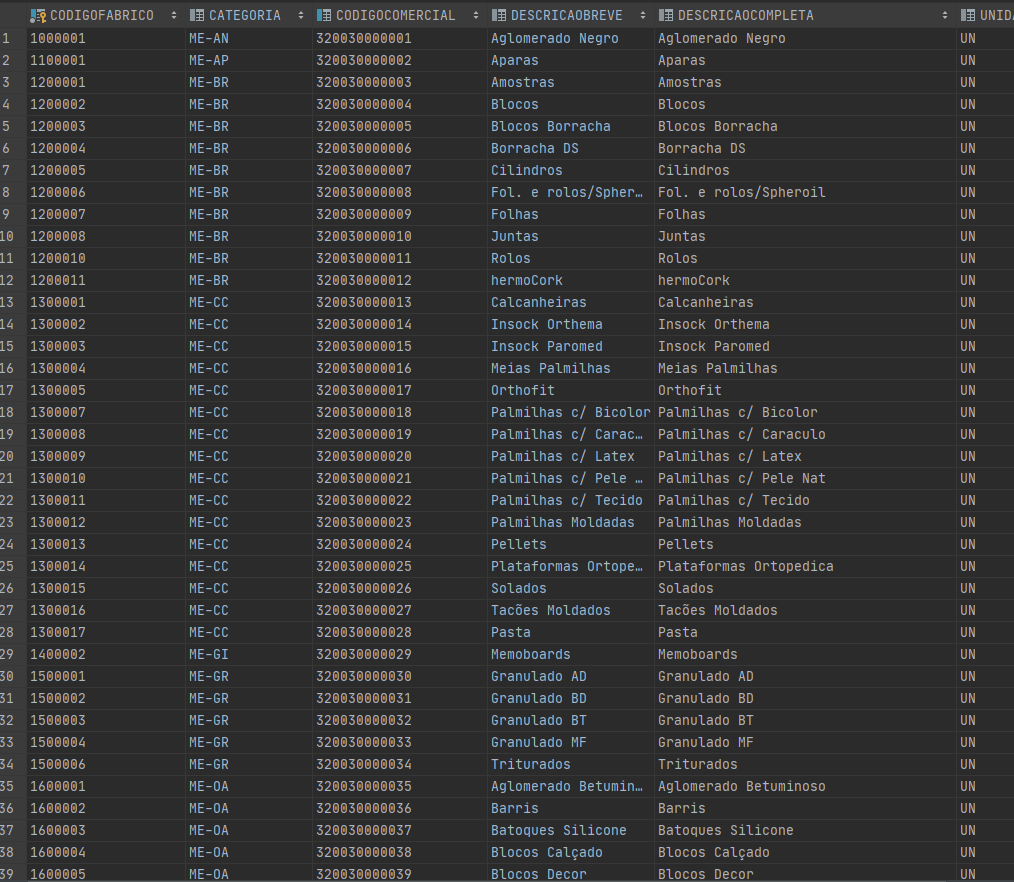 CODIGOFABRICO CATEGORIA CODIGOCOMERCIAL DESCRICAOBREVE DESCRICAOCOMPLETA UNID
1 1000001 ME-AN 320030000001 Aglomerado Negro Aglomerado Negro UN
2 1100001 ME-AP 320030000002 Aparas Aparas UN
3 1200001 ME-BR 320030000003 Amostras Amostras UN
4 1200002 ME-BR 320030000004 Blocos Blocos UN
5 1200003 ME-BR 320030000005 Blocos Borracha Blocos Borracha UN
6 1200004 ME-BR 320030000006 Borracha DS Borracha DS UN
7 1200005 ME-BR 320030000007 Cilindros Cilindros UN
8 1200006 ME-BR 320030000008 Fol. e rolos/Spher… Fol. e rolos/Spheroil UN
9 1200007 ME-BR 320030000009 Folhas Folhas UN
10 1200008 ME-BR 320030000010 Juntas Juntas UN
11 1200010 ME-BR 320030000011 Rolos Rolos UN
12 1200011 ME-BR 320030000012 hermoCork hermoCork UN
13 1300001 ME-CC 320030000013 Calcanheiras Calcanheiras UN
14 1300002 ME-CC 320030000014 Insock Orthema Insock Orthema UN
15 1300003 ME-CC 320030000015 Insock Paromed Insock Paromed UN
16 1300004 ME-CC 320030000016 Meias Palmilhas Meias Palmilhas UN
17 1300005 ME-CC 320030000017 Orthofit Orthofit UN
18 1300007 ME-CC 320030000018 Palmilhas c/ Bicolor Palmilhas c/ Bicolor UN
19 1300008 ME-CC 320030000019 Palmilhas c/ Carac… Palmilhas c/ Caraculo UN
20 1300009 ME-CC 320030000020 Palmilhas c/ Latex Palmilhas c/ Latex UN
21 1300010 ME-CC 320030000021 Palmilhas c/ Pele … Palmilhas c/ Pele Nat UN
22 1300011 ME-CC 320030000022 Palmilhas c/ Tecido Palmilhas c/ Tecido UN
23 1300012 ME-CC 320030000023 Palmilhas Moldadas Palmilhas Moldadas UN
24 1300013 ME-CC 320030000024 Pellets Pellets UN
25 1300014 ME-CC 320030000025 Plataformas Ortope… Plataformas Ortopedica UN
26 1300015 ME-CC 320030000026 Solados Solados UN
27 1300016 ME-CC 320030000027 Tacões Moldados Tacões Moldados UN
28 1300017 ME-CC 320030000028 Pasta Pasta UN
29 1400002 ME-GI 320030000029 Memoboards Memoboards UN
30 1500001 ME-GR 320030000030 Granulado AD Granulado AD UN
31 1500002 ME-GR 320030000031 Granulado BD Granulado BD UN
32 1500003 ME-GR 320030000032 Granulado BT Granulado BT UN
33 1500004 ME-GR 320030000033 Granulado MF Granulado MF UN
34 1500006 ME-GR 320030000034 Triturados Triturados UN
35 1600001 ME-OA 320030000035 Aglomerado Betumin… Aglomerado Betuminoso UN
36 1600002 ME-OA 320030000036 Barris Barris UN
37 1600003 ME-OA 320030000037 Batoques Silicone Batoques Silicone UN
38 1600004 ME-OA 320030000038 Blocos Calçado Blocos Calçado UN
39 1600005 ME-OA 320030000039 Blocos Decor Blocos Decor UN